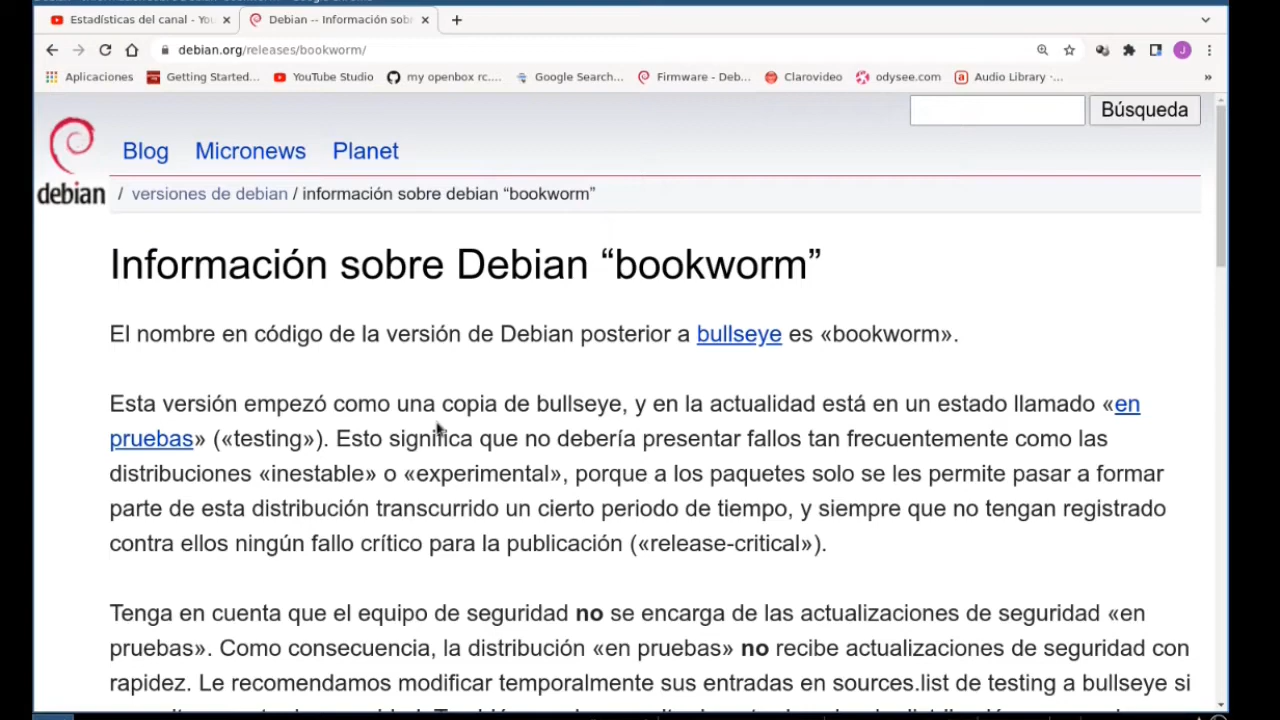 Estadísticas del canal - You
Debian -- Información sobr
debian.org/releases/bookworm/
J
Aplicaciones
Getting Started...
YouTube Studio
my openbox rc....
Google Search...
Firmware - Deb...
Clarovideo
odysee.com
Audio Library -...
»
Búsqueda
debian
Blog
Micronews
Planet
/ versiones de debian / información sobre debian “bookworm”
Información sobre Debian “bookworm”
El nombre en código de la versión de Debian posterior a bullseye es «bookworm».
Esta versión empezó como una copia de bullseye, y en la actualidad está en un estado llamado «en
pruebas» («testing»). Esto significa que no debería presentar fallos tan frecuentemente como las
distribuciones «inestable» o «experimental», porque a los paquetes solo se les permite pasar a formar
parte de esta distribución transcurrido un cierto periodo de tiempo, y siempre que no tengan registrado
contra ellos ningún fallo crítico para la publicación («release-critical»).
Tenga en cuenta que el equipo de seguridad no se encarga de las actualizaciones de seguridad «en
pruebas». Como consecuencia, la distribución «en pruebas» no recibe actualizaciones de seguridad con
rapidez. Le recomendamos modificar temporalmente sus entradas en sources.list de testing a bullseye si